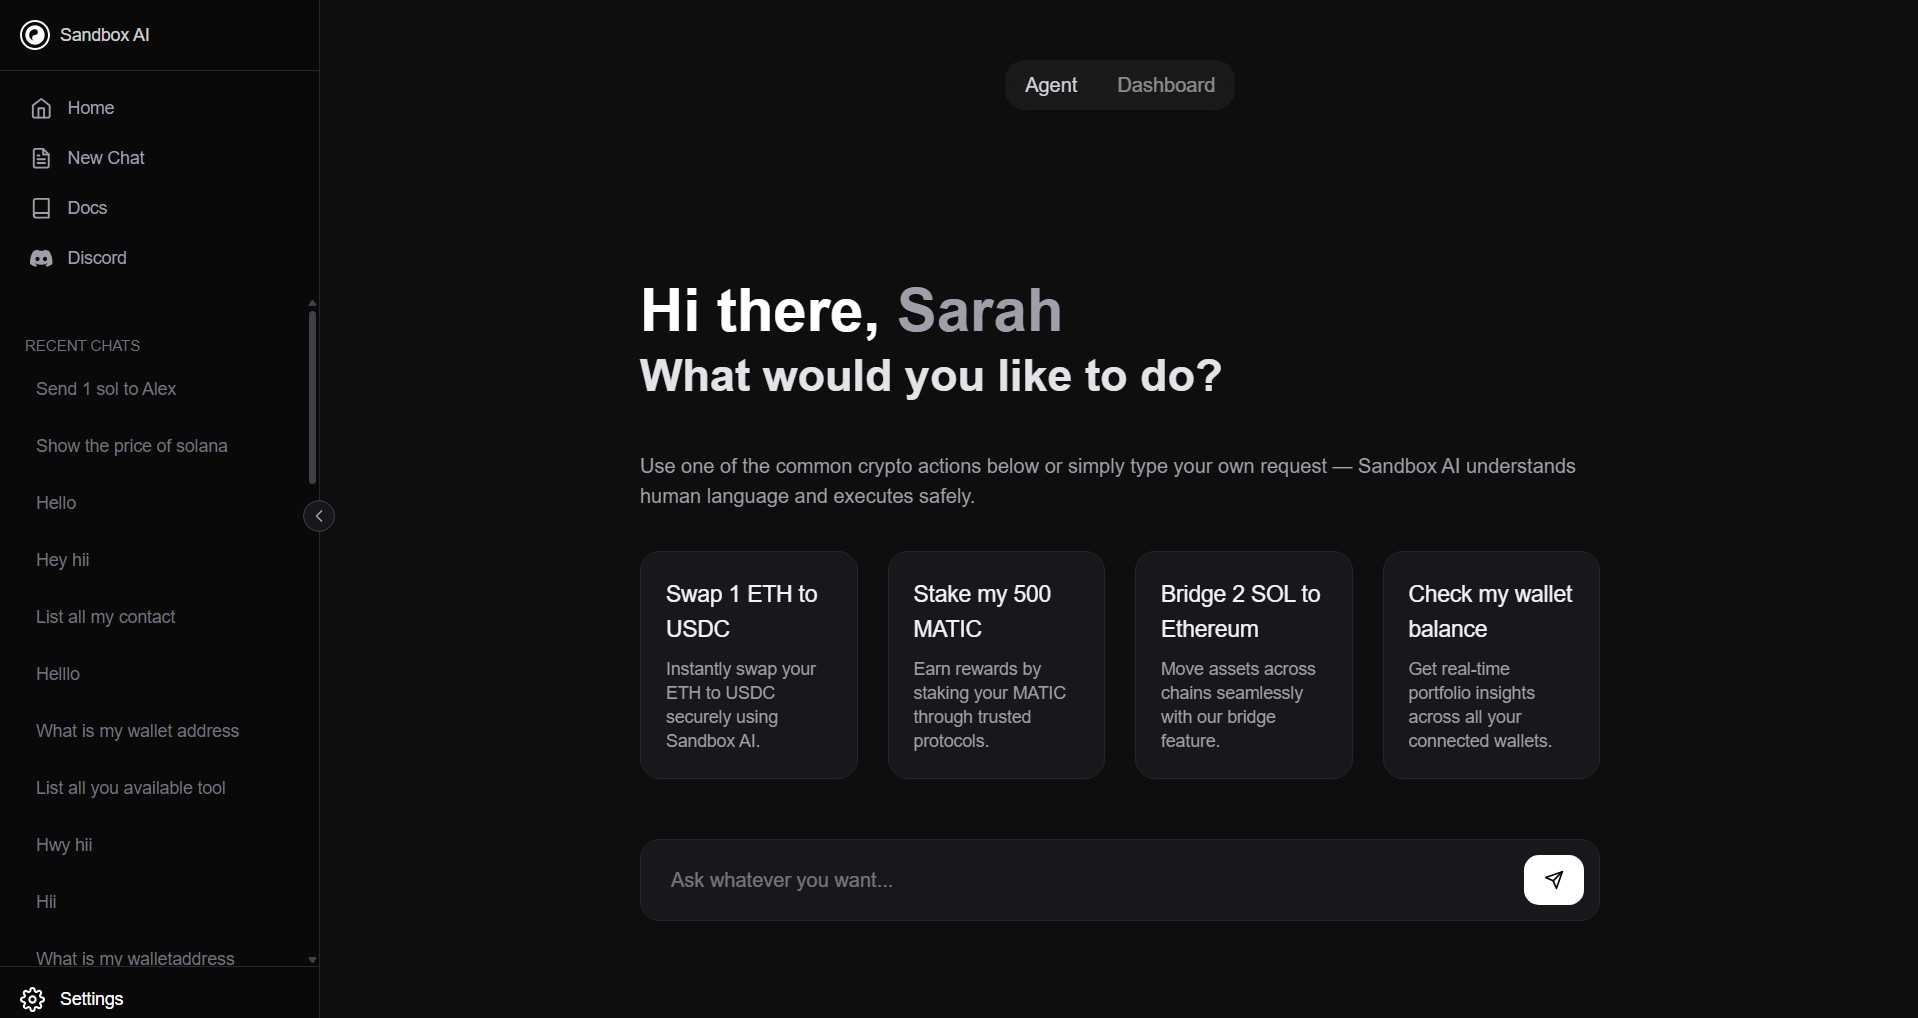 Sandbox AI
Home
New Chat
Docs
Discord
RECENT CHATS
Send 1 sol to Alex
Show the price of solana
Hello
Hey hii
List all my contact
Helllo
What is my wallet address
List all you available tool
Hwy hii
Hii
What is my walletaddress
Settings
Agent
Dashboard
Hi there, Sarah
What would you like to do?
Use one of the common crypto actions below or simply type your own request — Sandbox AI understands
human language and executes safely.
Swap 1 ETH to
USDC
Instantly swap your
ETH to USDC
securely using
Sandbox AI.
Stake my 500
MATIC
Earn rewards by
staking your MATIC
through trusted
protocols.
Bridge 2 SOL to
Ethereum
Move assets across
chains seamlessly
with our bridge
feature.
Check my wallet
balance
Get real-time
portfolio insights
across all your
connected wallets.
Ask whatever you want...